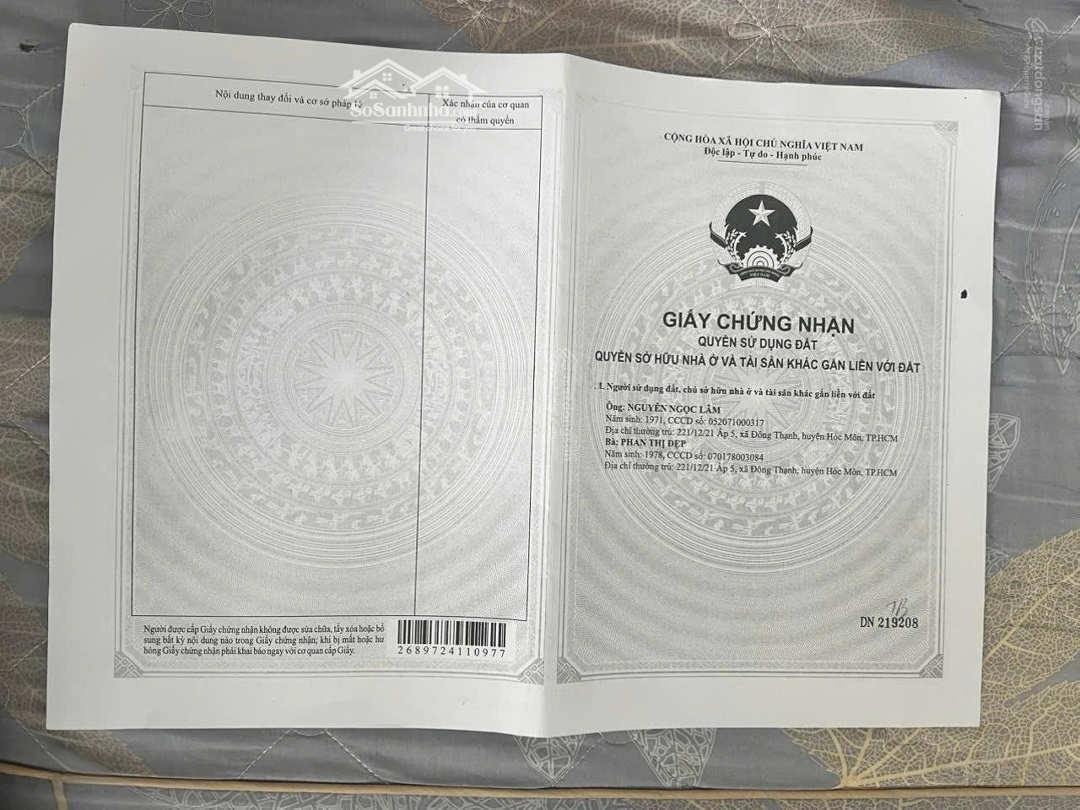 Nội dung thay đổi và cơ sở pháp lý
Xác nhận của cơ quan
có thẩm quyền
SoSanhnha
Người được cấp Giấy chứng nhận không được sửa chữa, tẩy xóa hoặc bổ
sung bất kỳ nội dung nào trong Giấy chứng nhận; khi bị mất hoặc hư
hỏng Giấy chứng nhận phải khai báo ngay với cơ quan cấp Giấy.
2689724110977
CỘNG HÒA XÃ HỘI CHỦ NGHĨA VIỆT NAM
Độc lập - Tự do - Hạnh phúc
VIỆT NAM
GIẤY CHỨNG NHẬN
QUYỀN SỬ DỤNG ĐẤT
QUYỀN SỞ HỮU NHÀ Ở VÀ TÀI SẢN KHÁC GẮN LIỀN VỚI ĐẤT
I. Người sử dụng đất, chủ sở hữu nhà ở và tài sản khác gắn liền với đất
Ông: NGUYỄN NGỌC LÂM
Năm sinh: 1971, CCCD số: 052071000317
Địa chỉ thường trú: 221/12/21 Ấp 5, xã Đông Thạnh, huyện Hóc Môn, TP.HCM
Bà: PHAN THỊ ĐẸP
Năm sinh: 1978, CCCD số: 070178003084
Địa chỉ thường trú: 221/12/21 Ấp 5, xã Đông Thạnh, huyện Hóc Môn, TP.HCM
DN 219208